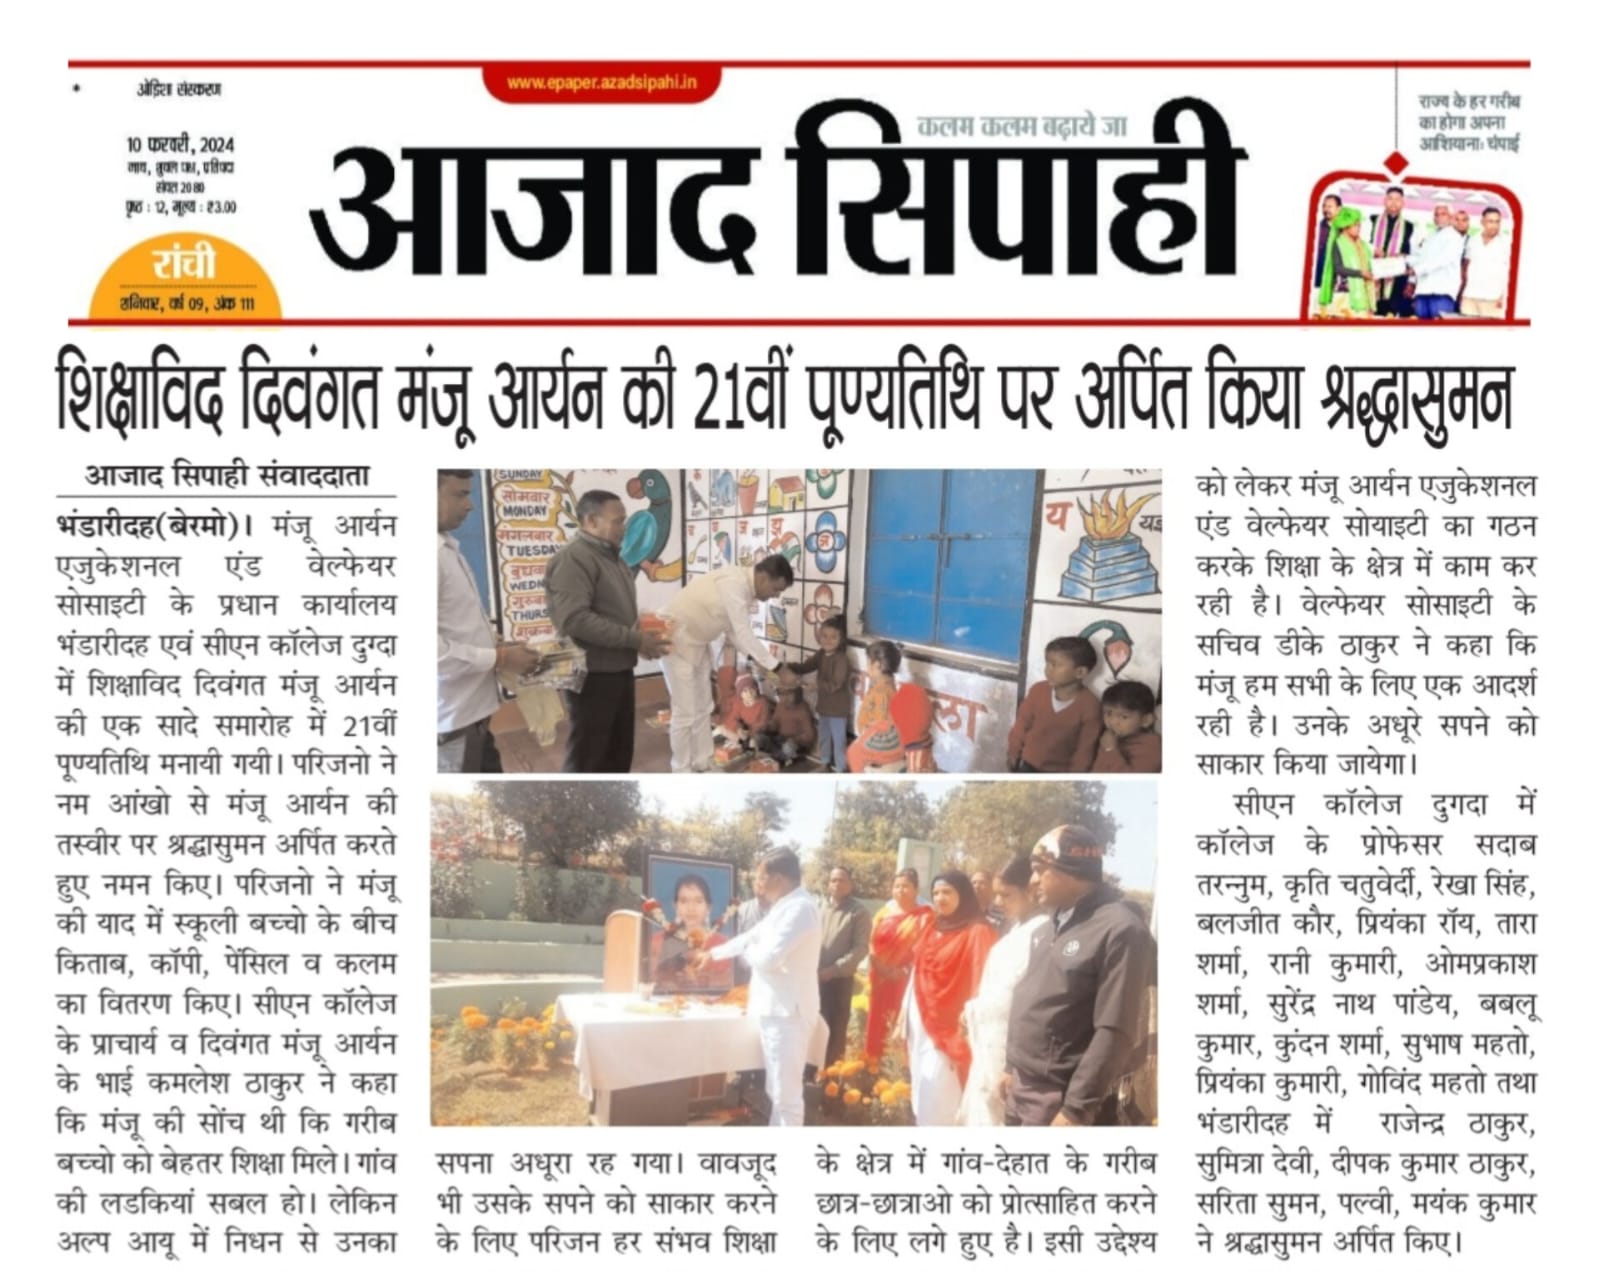 ओड़िशा संस्करण
www.epaper.azadsipahi.in
10 फरवरी, 2024
माघ, शुक्ल पक्ष, प्रतिपदा
संवत 2080
पृष्ठ : 12, मूल्य : ₹3.00
रांची
शनिवार, वर्ष 09, अंक 111
कलम कलम बढ़ाये जा
आजाद सिपाही
राज्य के हर गरीब
का होगा अपना
आशियाना: चंपाई
शिक्षाविद दिवंगत मंजू आर्यन की 21वीं पूण्यतिथि पर अर्पित किया श्रद्धासुमन
आजाद सिपाही संवाददाता
भंडारीदह(बेरमो)। मंजू आर्यन
एजुकेशनल एंड वेल्फेयर
सोसाइटी के प्रधान कार्यालय
भंडारीदह एवं सीएन कॉलेज दुग्दा
में शिक्षाविद दिवंगत मंजू आर्यन
की एक सादे समारोह में 21वीं
पूण्यतिथि मनायी गयी। परिजनो ने
नम आंखो से मंजू आर्यन की
तस्वीर पर श्रद्धासुमन अर्पित करते
हुए नमन किए। परिजनो ने मंजू
की याद में स्कूली बच्चो के बीच
किताब, कॉपी, पेंसिल व कलम
का वितरण किए। सीएन कॉलेज
के प्राचार्य व दिवंगत मंजू आर्यन
के भाई कमलेश ठाकुर ने कहा
कि मंजू की सोंच थी कि गरीब
बच्चो को बेहतर शिक्षा मिले। गांव
की लडकियां सबल हो। लेकिन
अल्प आयू में निधन से उनका
SUNDAY
सोमवार
MONDAY
मंगलवार
TUESDAY
बुधवा
WEDN
गुरुवा
THURS
शुक्रवा
य
यज्ञ
ला
सपना अधूरा रह गया। वावजूद
भी उसके सपने को साकार करने
के लिए परिजन हर संभव शिक्षा
के क्षेत्र में गांव-देहात के गरीब
छात्र-छात्राओ को प्रोत्साहित करने
के लिए लगे हुए है। इसी उद्देश्य
को लेकर मंजू आर्यन एजुकेशनल
एंड वेल्फेयर सोयाइटी का गठन
करके शिक्षा के क्षेत्र में काम कर
रही है। वेल्फेयर सोसाइटी के
सचिव डीके ठाकुर ने कहा कि
मंजू हम सभी के लिए एक आदर्श
रही है। उनके अधूरे सपने को
साकार किया जायेगा।
सीएन कॉलेज दुगदा में
कॉलेज के प्रोफेसर सदाब
तरन्नुम, कृति चतुवेर्दी, रेखा सिंह,
बलजीत कौर, प्रियंका रॉय, तारा
शर्मा, रानी कुमारी, ओमप्रकाश
शर्मा, सुरेंद्र नाथ पांडेय, बबलू
कुमार, कुंदन शर्मा, सुभाष महतो,
प्रियंका कुमारी, गोविंद महतो तथा
भंडारीदह में राजेन्द्र ठाकुर,
सुमित्रा देवी, दीपक कुमार ठाकुर,
सरिता सुमन, पल्वी, मयंक कुमार
ने श्रद्धासुमन अर्पित किए।